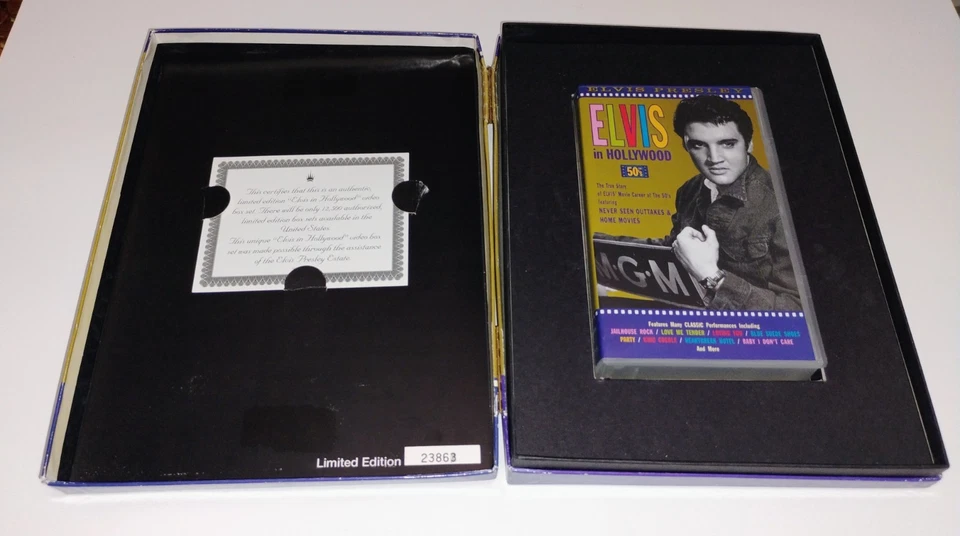 This certifies that this is an authentic,
limited edition "Elvis in Hollywood" video
box set. There will be only authorized,
limited edition box sets available in the
United States.
This unique "Elvis in Hollywood" video box
set was made possible through the assistance
of the Elvis Presley Estate.
Limited Edition 23863
ELVIS PRESLEY
ELVIS
in HOLLYWOOD
50's
The True Story
of ELVIS' Movie Career of The 50's
featuring
NEVER SEEN OUTTAKES &
HOME MOVIES
M·G·M
Features Many CLASSIC Performances Including
JAILHOUSE ROCK / LOVE ME TENDER / LOVING YOU / BLUE SUEDE SHOES
PARTY / KING CREOLE / HEARTBREAK HOTEL / BABY I DON'T CARE
And More